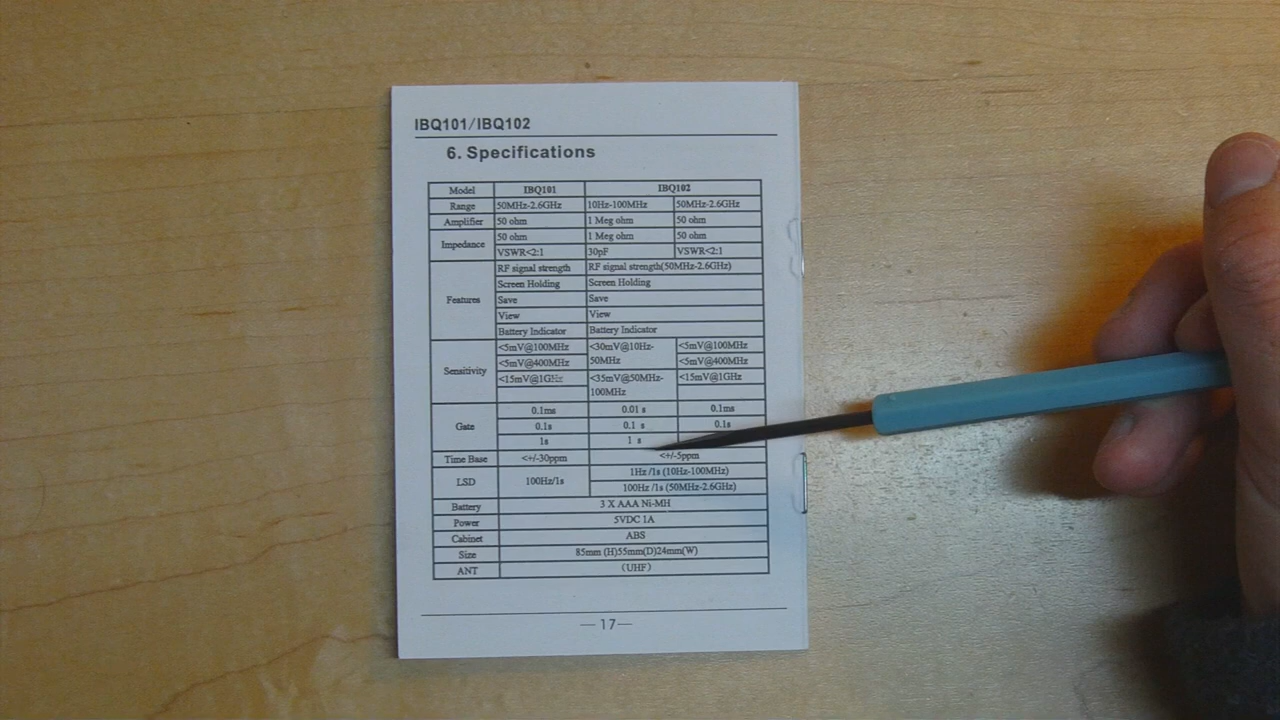 IBQ101/IBQ102
6. Specifications
Model IBQ101 IBQ102
Range 50MHz-2.6GHz 10Hz-100MHz 50MHz-2.6GHz
Amplifier 50 ohm 1 Meg ohm 50 ohm
Impedance 50 ohm 1 Meg ohm 50 ohm
VSWR<2:1 30pF VSWR<2:1
Features RF signal strength RF signal strength(50MHz-2.6GHz)
Screen Holding Screen Holding
Save Save
View View
Battery Indicator Battery Indicator
Sensitivity <5mV@100MHz <30mV@10Hz-50MHz <5mV@100MHz
<5mV@400MHz <5mV@400MHz
<15mV@1GHz <35mV@50MHz-100MHz <15mV@1GHz
Gate 0.1ms 0.01 s 0.1ms
0.1s 0.1 s 0.1s
1s 1 s
Time Base <+/-30ppm <+/-5ppm
LSD 100Hz/1s 1Hz /1s (10Hz-100MHz)
100Hz /1s (50MHz-2.6GHz)
Battery 3 X AAA Ni-MH
Power 5VDC 1A
Cabinet ABS
Size 85mm (H)55mm(D)24mm(W)
ANT (UHF)
—17—